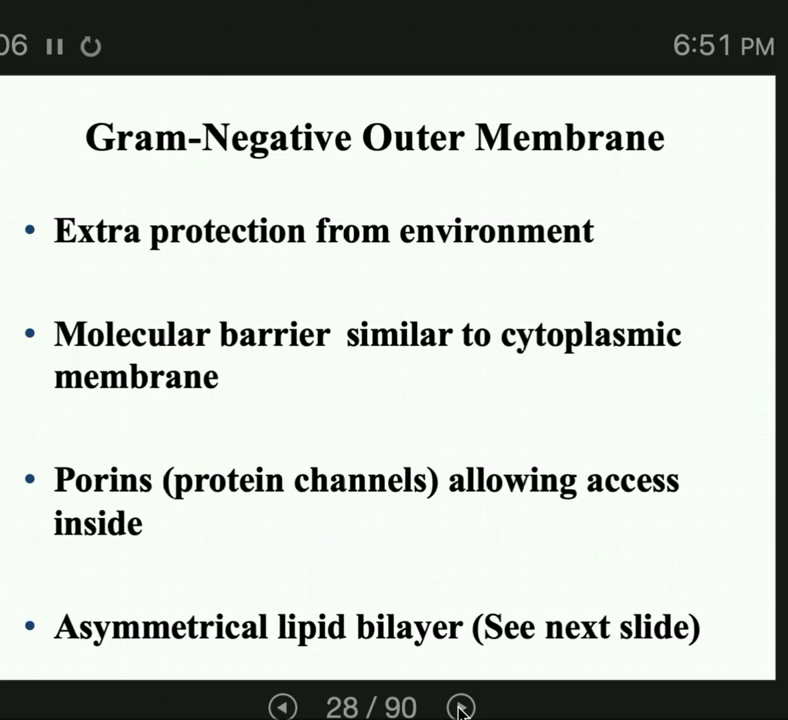 06 6:51 PM
Gram-Negative Outer Membrane
• Extra protection from environment
• Molecular barrier similar to cytoplasmic
membrane
• Porins (protein channels) allowing access
inside
• Asymmetrical lipid bilayer (See next slide)
28 / 90